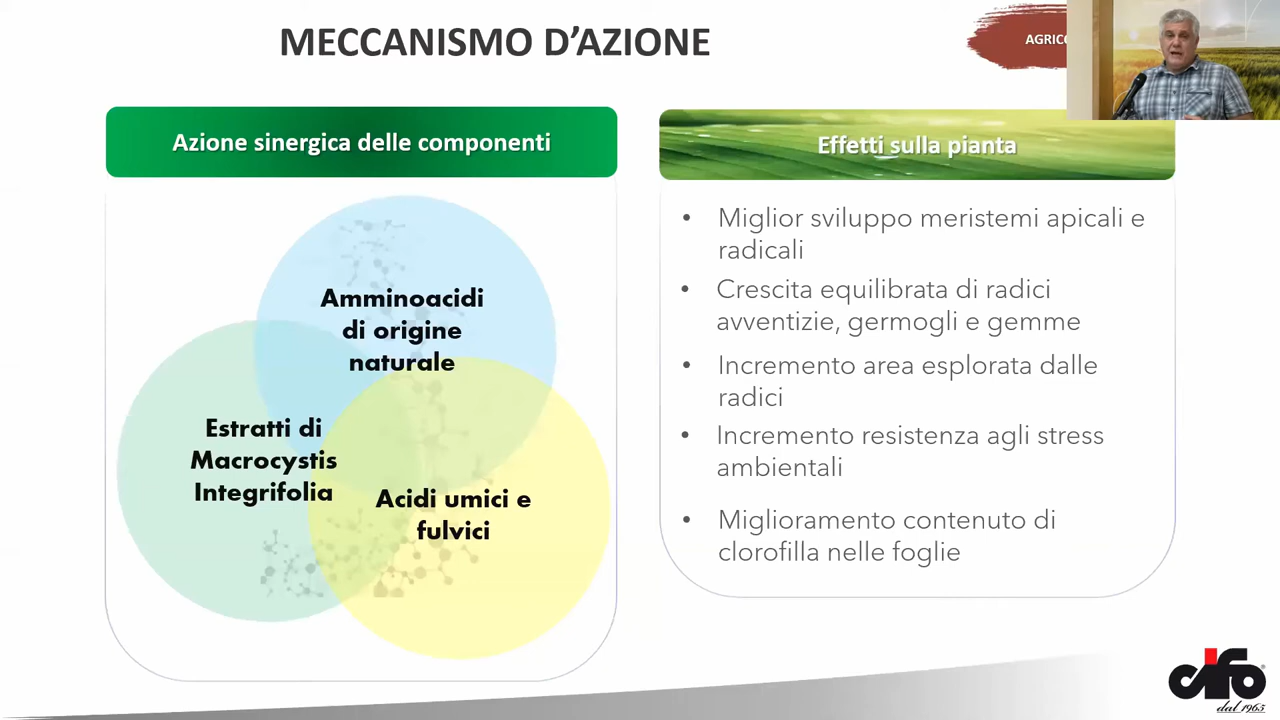 MECCANISMO D'AZIONE
Azione sinergica delle componenti
Amminoacidi
di origine
naturale
Estratti di
Macrocystis
Integrifolia
Acidi umici e
fulvici
Effetti sulla pianta
• Miglior sviluppo meristemi apicali e
radicali
• Crescita equilibrata di radici
avventizie, germogli e gemme
• Incremento area esplorata dalle
radici
• Incremento resistenza agli stress
ambientali
• Miglioramento contenuto di
clorofilla nelle foglie
cifo®
dal 1965